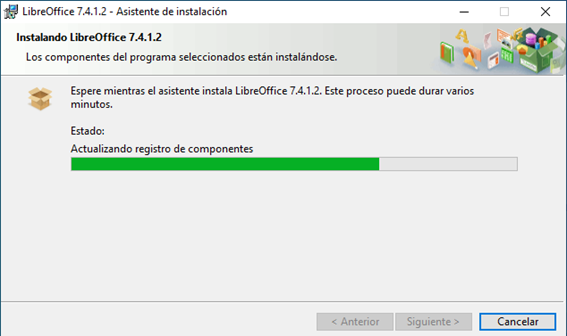 LibreOffice 7.4.1.2 - Asistente de instalación
Instalando LibreOffice 7.4.1.2
Los componentes del programa seleccionados están instándose.
Espere mientras el asistente instala LibreOffice 7.4.1.2. Este proceso puede durar varios
minutos.
Estado:
Actualizando registro de componentes
< Anterior
Siguiente >
Cancelar